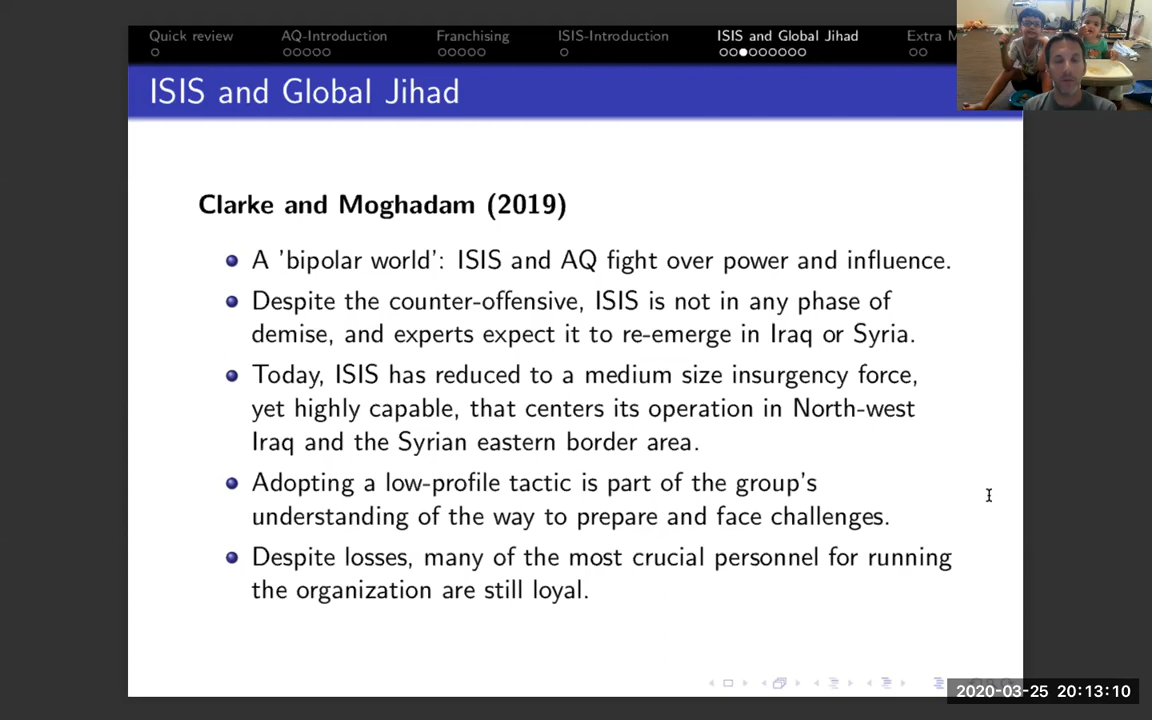 Quick review AQ-Introduction Franchising ISIS-Introduction ISIS and Global Jihad Extra M
ISIS and Global Jihad
Clarke and Moghadam (2019)
A 'bipolar world': ISIS and AQ fight over power and influence.
Despite the counter-offensive, ISIS is not in any phase of
demise, and experts expect it to re-emerge in Iraq or Syria.
Today, ISIS has reduced to a medium size insurgency force,
yet highly capable, that centers its operation in North-west
Iraq and the Syrian eastern border area.
Adopting a low-profile tactic is part of the group's
understanding of the way to prepare and face challenges.
Despite losses, many of the most crucial personnel for running
the organization are still loyal.
2020-03-25 20:13:10